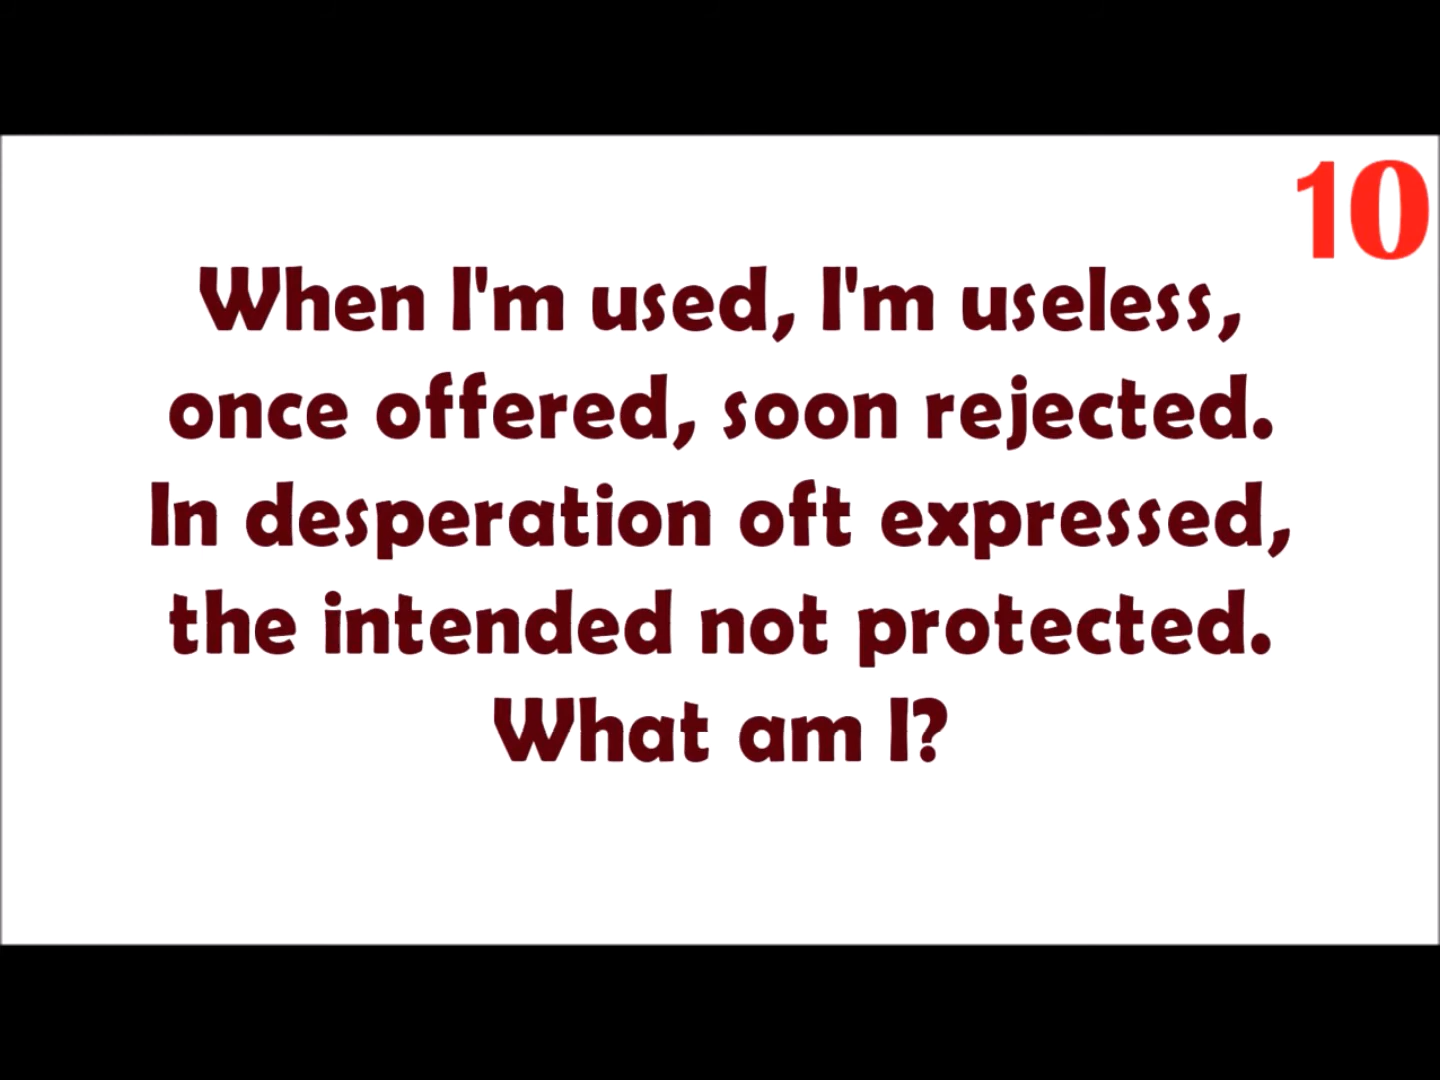 10
When I'm used, I'm useless,
once offered, soon rejected.
In desperation oft expressed,
the intended not protected.
What am I?